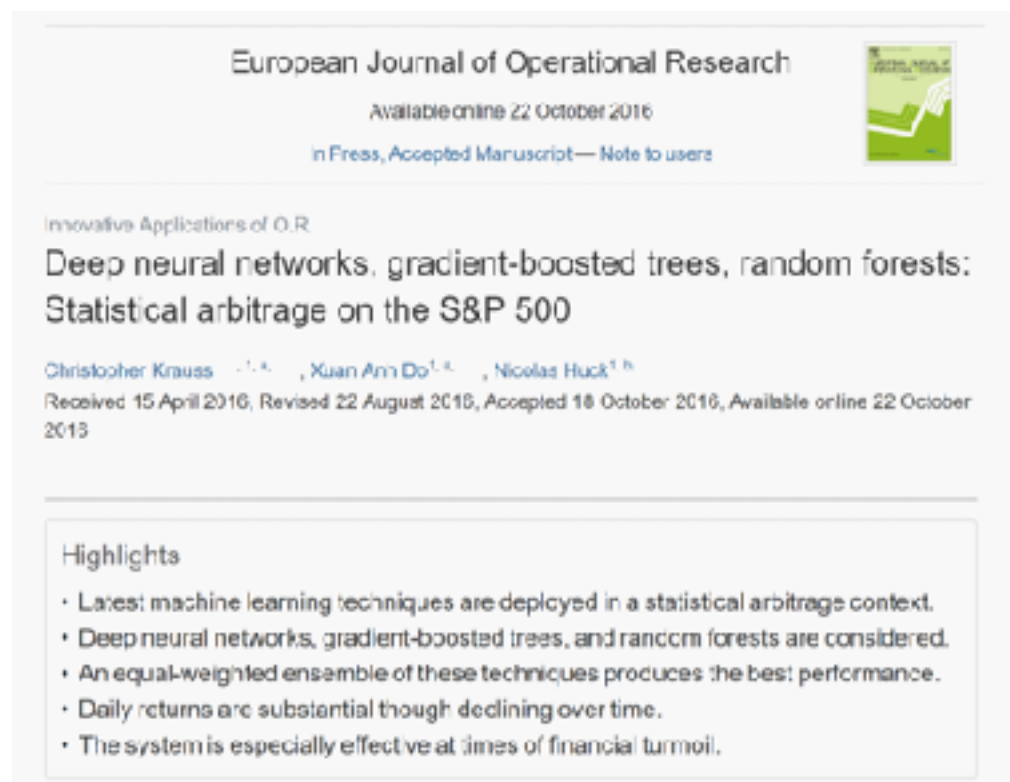 European Journal of Operational Research
Available online 22 October 2016
In Press, Accepted Manuscript — Note to users
Innovative Applications of O.R.
Deep neural networks, gradient-boosted trees, random forests:
Statistical arbitrage on the S&P 500
Christopher Krauss , Xuan Anh Do , Nicolas Huck
Received 15 April 2016, Revised 22 August 2016, Accepted 18 October 2016, Available online 22 October
2016
Highlights
• Latest machine learning techniques are deployed in a statistical arbitrage context.
• Deep neural networks, gradient-boosted trees, and random forests are considered.
• An equal-weighted ensemble of these techniques produces the best performance.
• Daily returns are substantial though declining over time.
• The system is especially effective at times of financial turmoil.